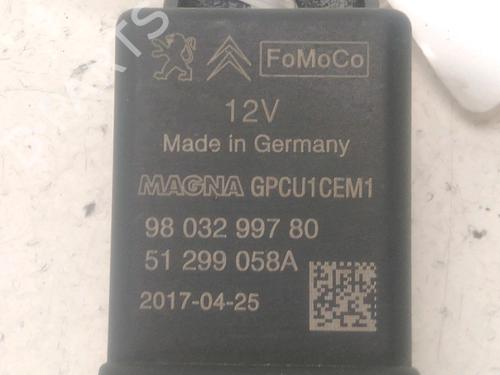 FoMoCo
12V
Made in Germany
MAGNA GPCU1CEM1
98 032 997 80
51 299 058A
2017-04-25